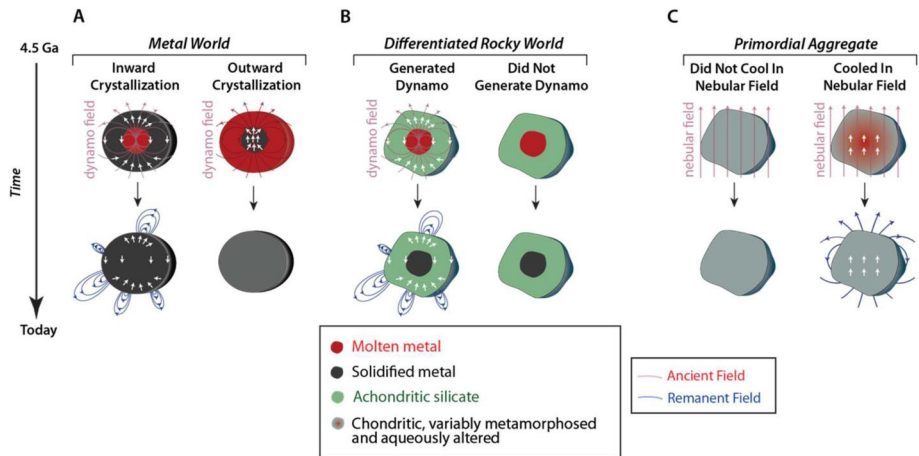 A
B
C
4.5 Ga
Metal World
Differentiated Rocky World
Primordial Aggregate
Inward
Crystallization
Outward
Crystallization
Generated
Dynamo
Did Not
Generate Dynamo
Did Not Cool In
Nebular Field
Cooled In
Nebular Field
dynamo field
dynamo field
dynamo field
nebular field
nebular field
Time
Today
Molten metal
Solidified metal
Achondritic silicate
Chondritic, variably metamorphosed
and aqueously altered
Ancient Field
Remanent Field